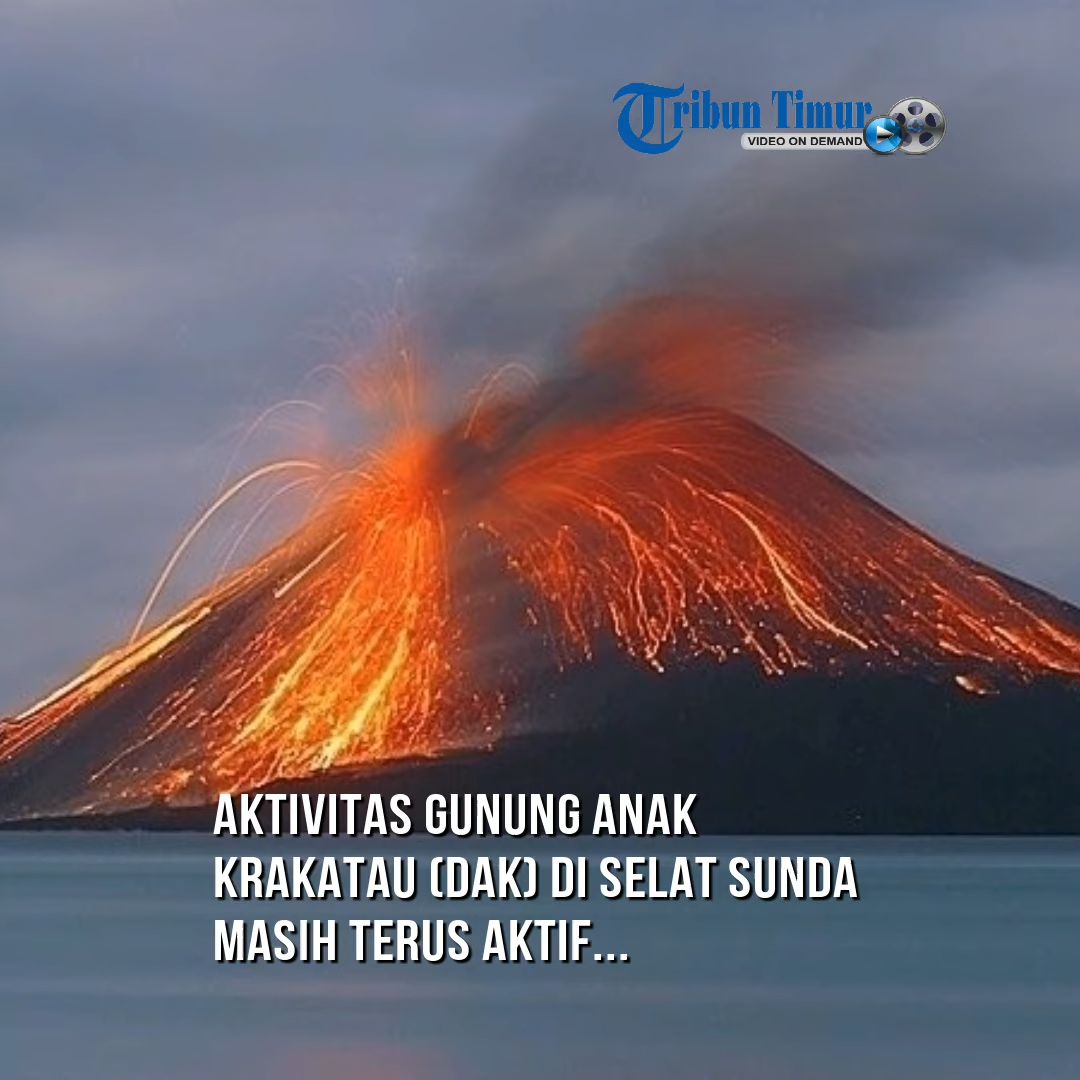 Tribun Timur
VIDEO ON DEMAND
AKTIVITAS GUNUNG ANAK
KRAKATAU (DAK) DI SELAT SUNDA
MASIH TERUS AKTIF...